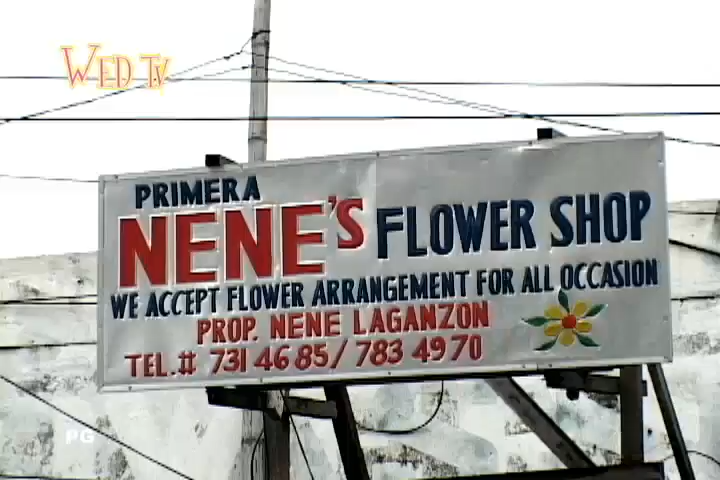 WED TV
PRIMERA
NENE'S FLOWER SHOP
WE ACCEPT FLOWER ARRANGEMENT FOR ALL OCCASION
PROP. NENE LAGANZON
TEL.# 731 46 85 / 783 49 70
PG